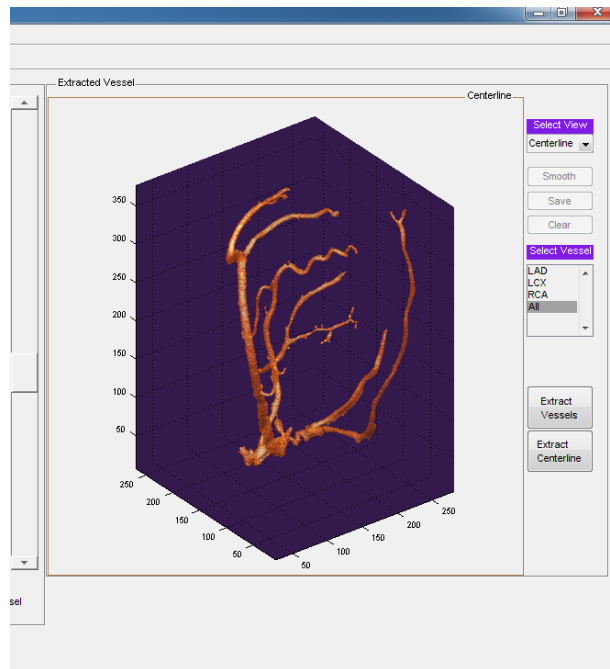 Extracted Vessel
Centerline
Select View
Centerline
Smooth
Save
Clear
Select Vessel
LAD
LCX
RCA
All
Extract
Vessels
Extract
Centerline
350
300
250
200
150
100
50
250
200
150
100
50
50
100
150
200
250
sel